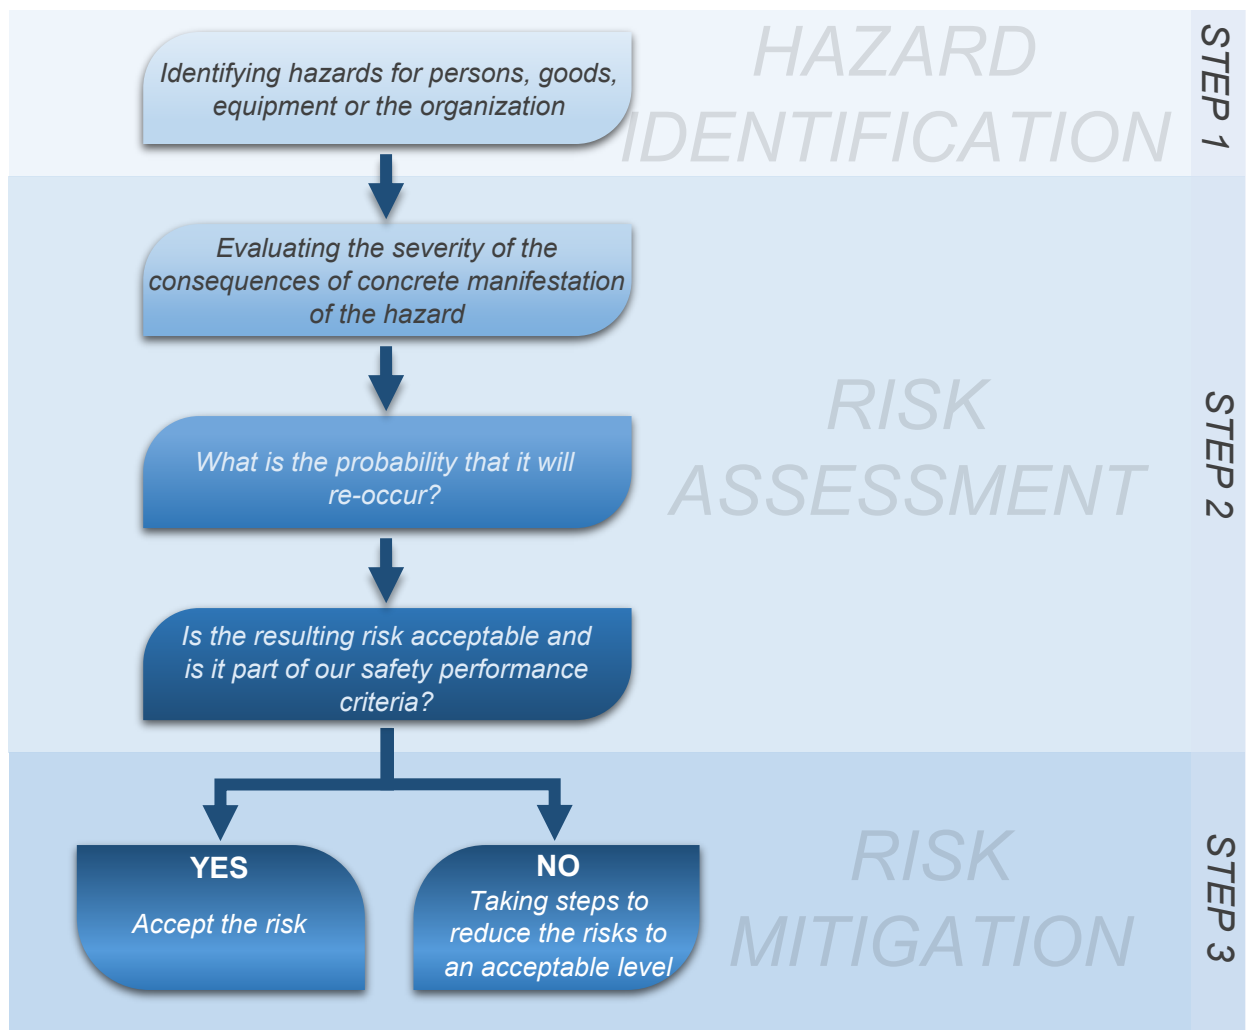 Identifying hazards for persons, goods,
equipment or the organization
HAZARD
IDENTIFICATION
STEP 1
Evaluating the severity of the
consequences of concrete manifestation
of the hazard
What is the probability that it will
re-occur?
Is the resulting risk acceptable and
is it part of our safety performance
criteria?
RISK
ASSESSMENT
STEP 2
YES
Accept the risk
NO
Taking steps to
reduce the risks to
an acceptable level
RISK
MITIGATION
STEP 3